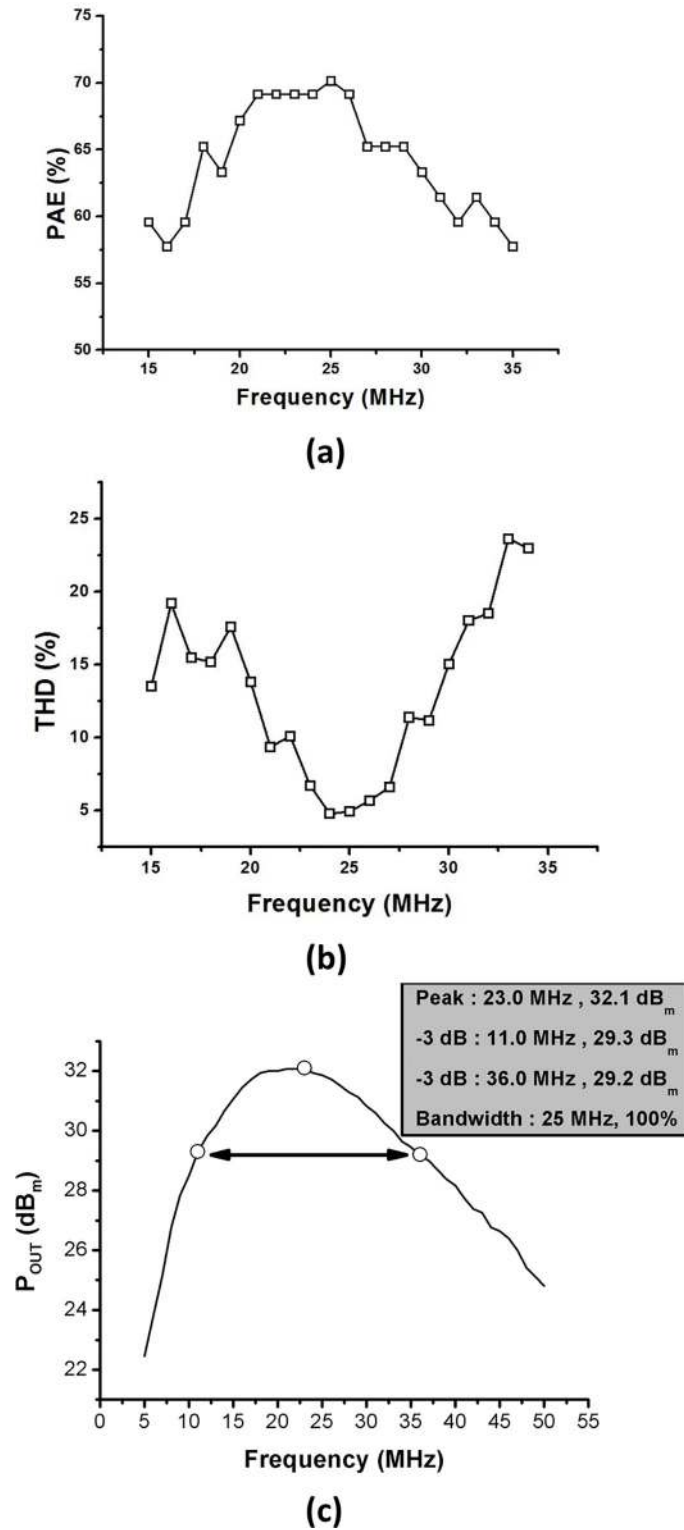 75
70
65
60
55
50
PAE (%)
15 20 25 30 35
Frequency (MHz)
(a)
25
20
15
10
5
THD (%)
15 20 25 30 35
Frequency (MHz)
(b)
Peak : 23.0 MHz , 32.1 dBm
-3 dB : 11.0 MHz , 29.3 dBm
-3 dB : 36.0 MHz , 29.2 dBm
Bandwidth : 25 MHz, 100%
32
30
28
26
24
22
POUT (dBm)
0 5 10 15 20 25 30 35 40 45 50 55
Frequency (MHz)
(c)